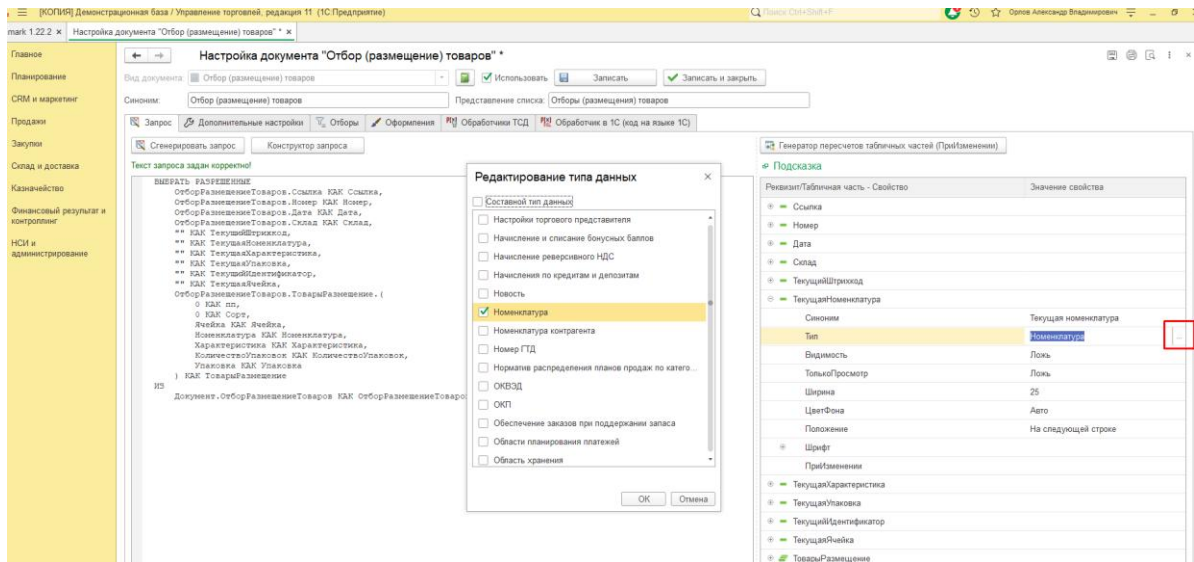 [КОПИЯ] Демонстрационная база / Управление торговлей, редакция 11 (1С:Предприятие)
Поиск Ctrl+Shift+F
Орлов Александр Владимирович
mark 1.22.2 × Настройка документа "Отбор (размещение) товаров" * ×
Главное
Планирование
CRM и маркетинг
Продажи
Закупки
Склад и доставка
Казначейство
Финансовый результат и
контроллинг
НСИ и
администрирование
Настройка документа "Отбор (размещение) товаров" *
Вид документа: Отбор (размещение) товаров
Использовать
Записать
Записать и закрыть
Синоним: Отбор (размещение) товаров
Представление списка: Отборы (размещения) товаров
Запрос
Дополнительные настройки
Отборы
Оформления
Обработчики ТСД
Обработчик в 1С (код на языке 1С)
Сгенерировать запрос
Конструктор запроса
Текст запроса задан корректно!
ВЫБРАТЬ РАЗРЕШЕННЫЕ
ОтборРазмещениеТоваров.Ссылка КАК Ссылка,
ОтборРазмещениеТоваров.Номер КАК Номер,
ОтборРазмещениеТоваров.Дата КАК Дата,
ОтборРазмещениеТоваров.Склад КАК Склад,
"" КАК ТекущийШтрихкод,
"" КАК ТекущаяНоменклатура,
"" КАК ТекущаяХарактеристика,
"" КАК ТекущаяУпаковка,
"" КАК ТекущийИдентификатор,
"" КАК ТекущаяЯчейка,
ОтборРазмещениеТоваров.ТоварыРазмещение.(
0 КАК пп,
0 КАК Сорт,
Ячейка КАК Ячейка,
Номенклатура КАК Номенклатура,
Характеристика КАК Характеристика,
КоличествоУпаковок КАК КоличествоУпаковок,
Упаковка КАК Упаковка
) КАК ТоварыРазмещение
ИЗ
Документ.ОтборРазмещениеТоваров КАК ОтборРазмещениеТоваро
Редактирование типа данных
Составной тип данных
Настройки торгового представителя
Начисление и списание бонусных баллов
Начисление реверсивного НДС
Начисления по кредитам и депозитам
Новость
Номенклатура
Номенклатура контрагента
Номер ГТД
Норматив распределения планов продаж по катего...
ОКВЭД
ОКП
Обеспечение заказов при поддержании запаса
Области планирования платежей
Область хранения
ОК
Отмена
Генератор пересчетов табличных частей (ПриИзменении)
Подсказка
Реквизит/Табличная часть - Свойство
Значение свойства
Ссылка
Номер
Дата
Склад
ТекущийШтрихкод
ТекущаяНоменклатура
Синоним Текущая номенклатура
Тип Номенклатура ...
Видимость Ложь
ТолькоПросмотр Ложь
Ширина 25
ЦветФона Авто
Положение На следующей строке
Шрифт
ПриИзменении
ТекущаяХарактеристика
ТекущаяУпаковка
ТекущийИдентификатор
ТекущаяЯчейка
ТоварыРазмещение